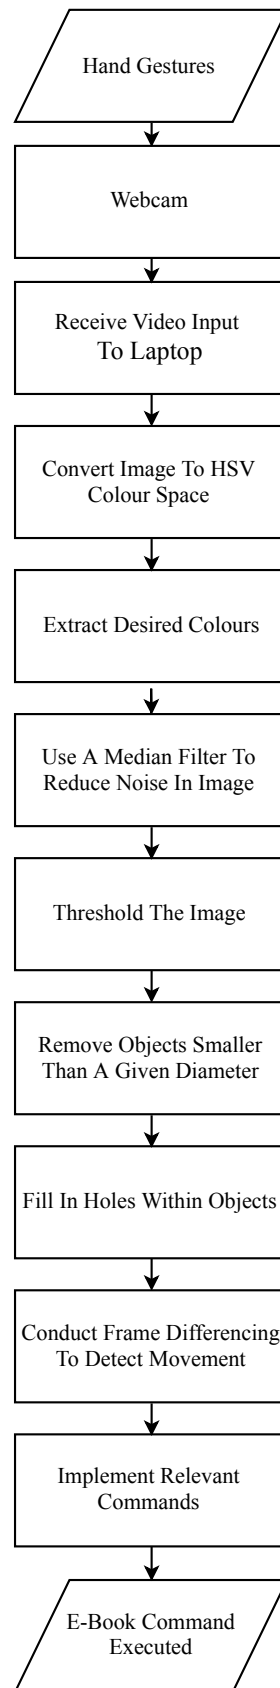 Hand Gestures
Webcam
Receive Video Input
To Laptop
Convert Image To HSV
Colour Space
Extract Desired Colours
Use A Median Filter To
Reduce Noise In Image
Threshold The Image
Remove Objects Smaller
Than A Given Diameter
Fill In Holes Within Objects
Conduct Frame Differencing
To Detect Movement
Implement Relevant
Commands
E-Book Command
Executed